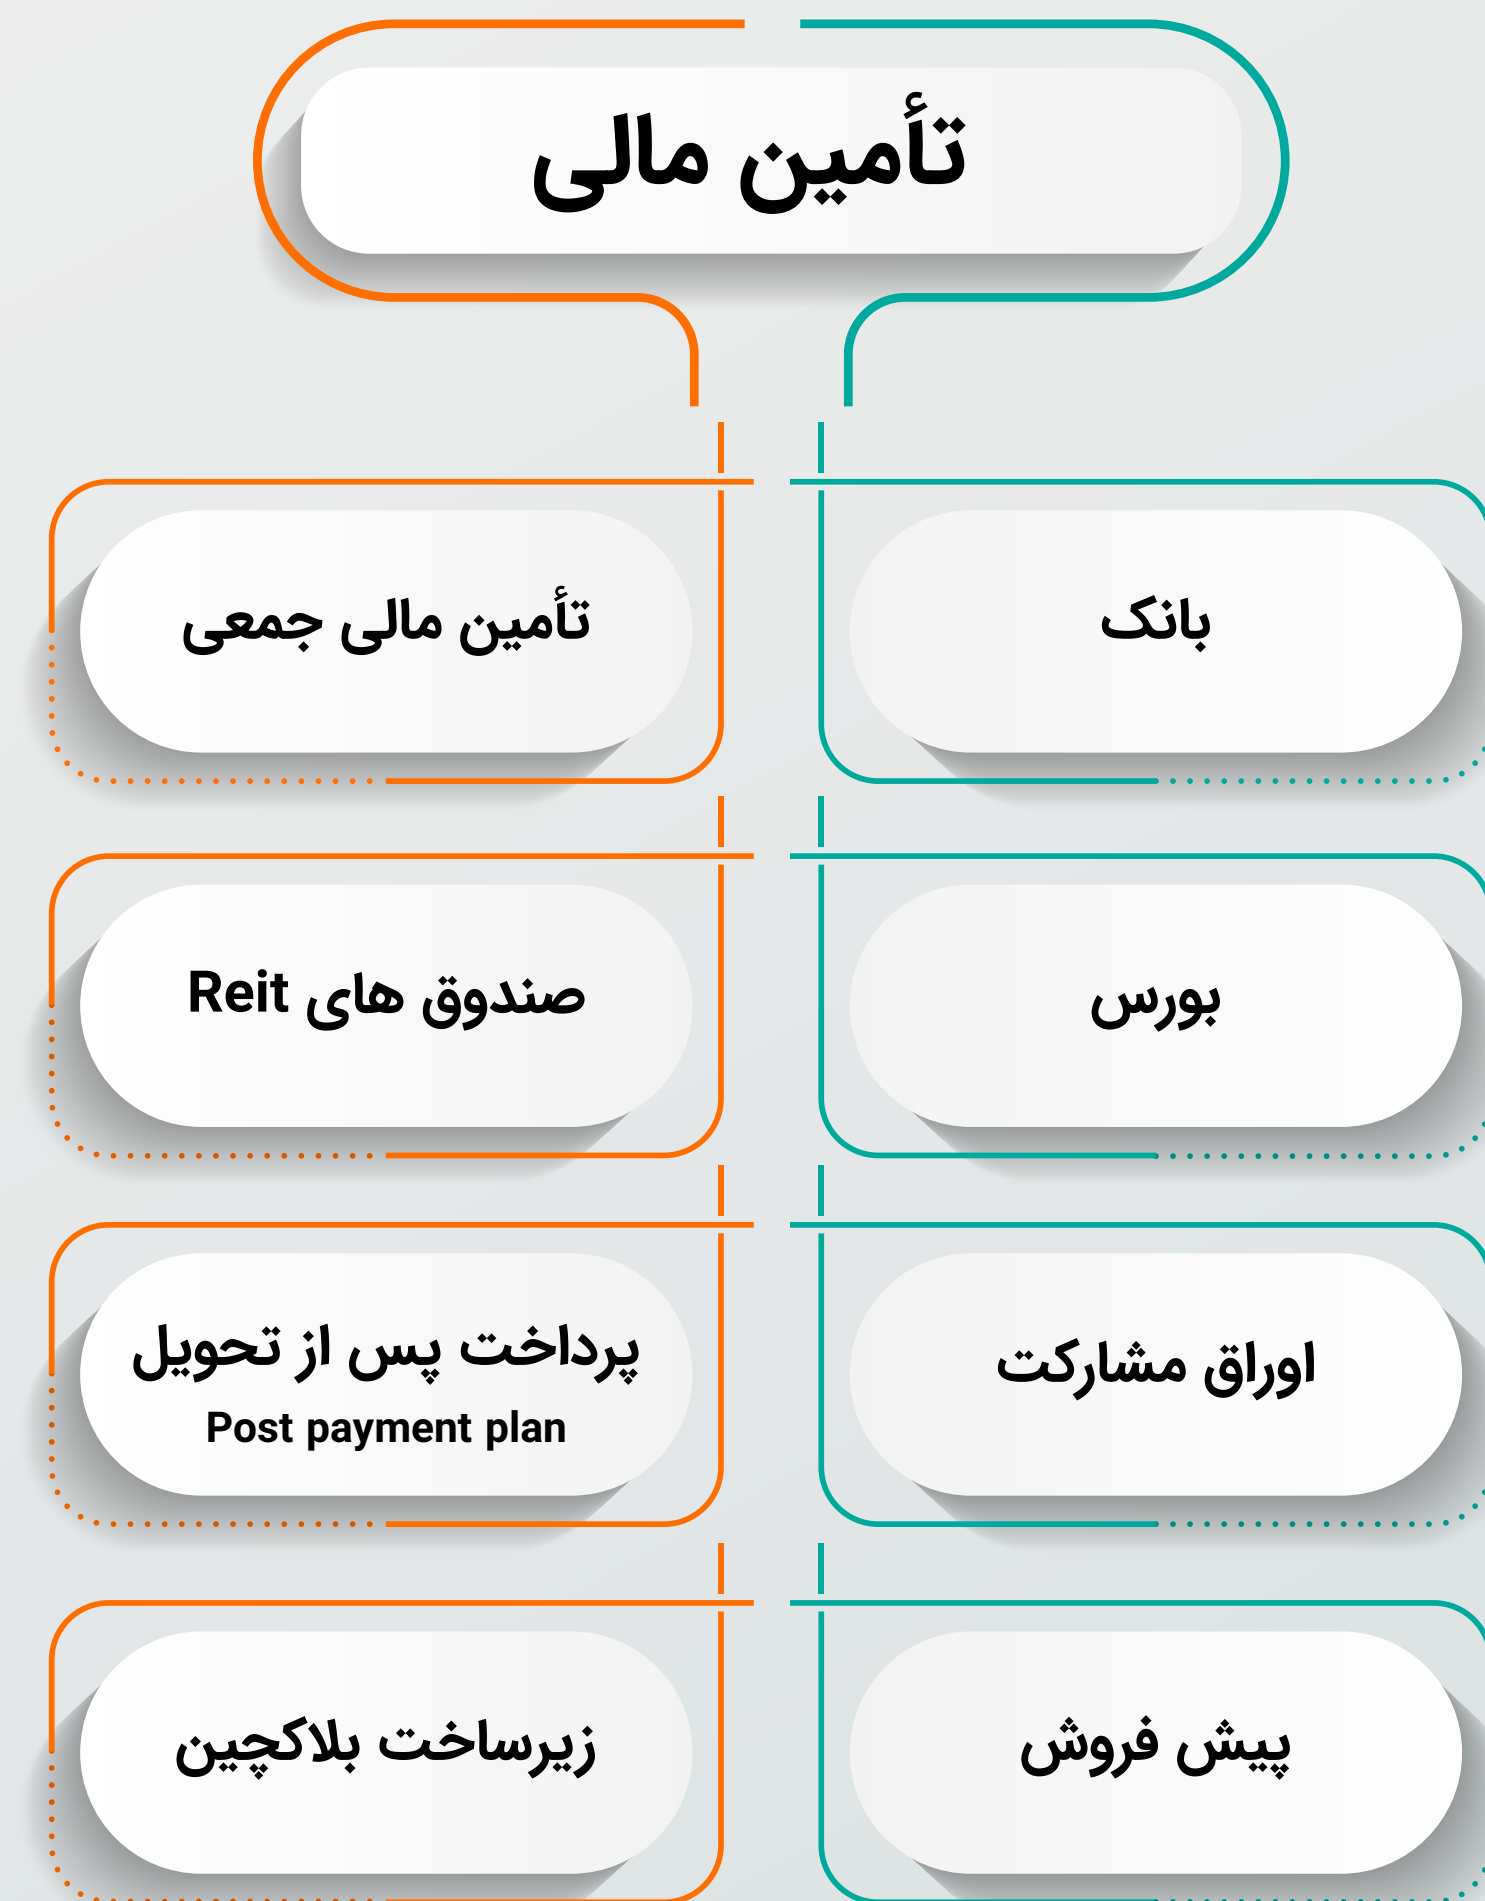 تأمین مالی
بانک
تأمین مالی جمعی
بورس
صندوق های Reit
اوراق مشارکت
پرداخت پس از تحویل
Post payment plan
پیش فروش
زیرساخت بلاکچین